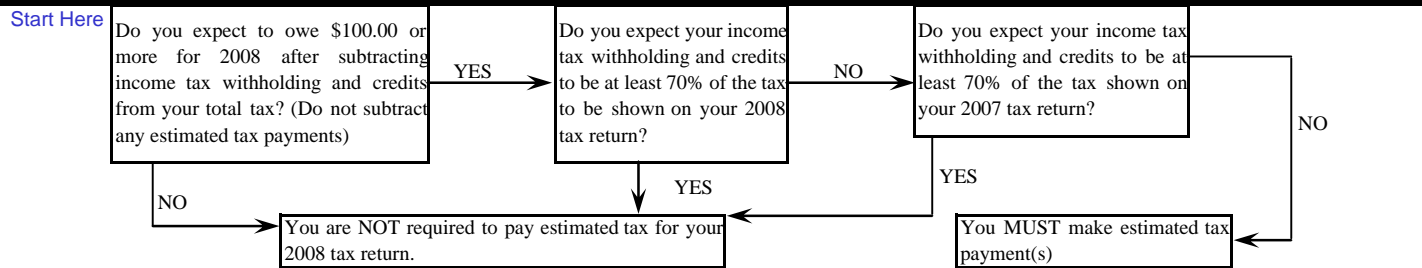 Start Here
Do you expect to owe $100.00 or
more for 2008 after subtracting
income tax withholding and credits
from your total tax? (Do not subtract
any estimated tax payments)
YES
Do you expect your income
tax withholding and credits
to be at least 70% of the tax
to be shown on your 2008
tax return?
NO
Do you expect your income tax
withholding and credits to be at
least 70% of the tax shown on
your 2007 tax return?
NO
NO
YES
YES
You are NOT required to pay estimated tax for your
2008 tax return.
You MUST make estimated tax
payment(s)